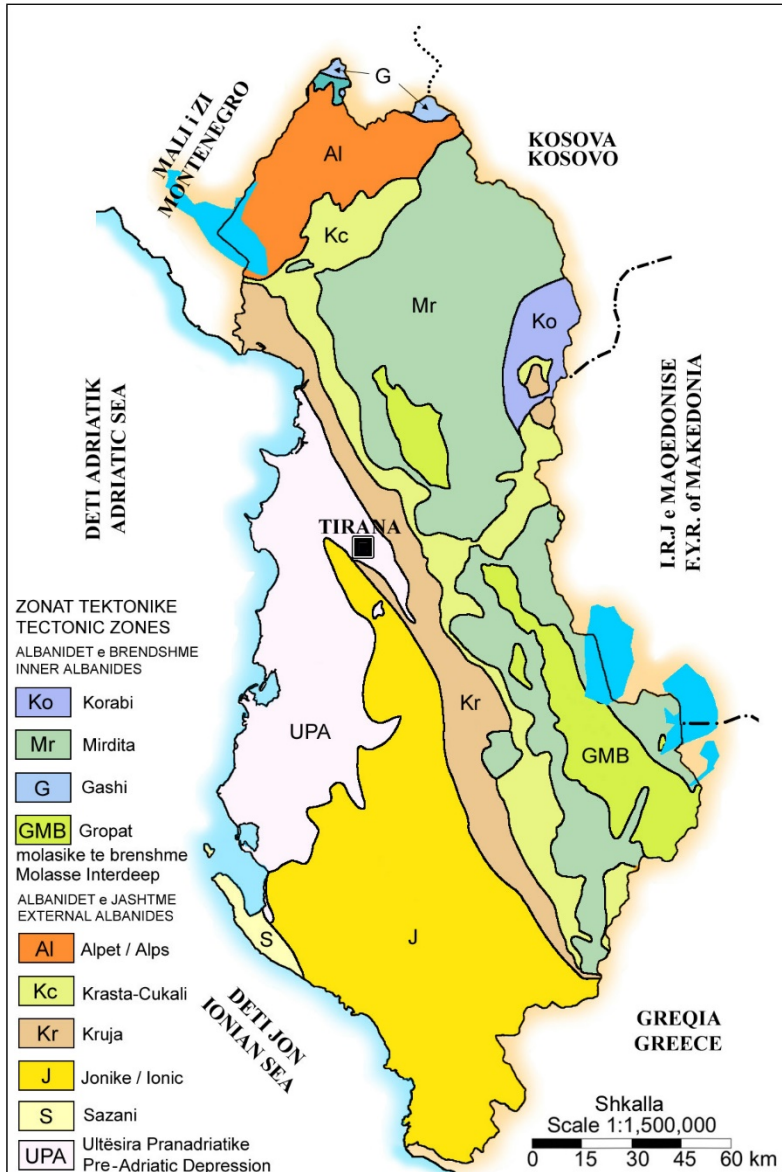 G
MALI i ZI
MONTENEGRO
KOSOVA
KOSOVO
Al
Kc
Mr
Ko
DETI ADRIATIK
ADRIATIC SEA
I.R.J e MAQEDONISE
F.Y.R. of MAKEDONIA
TIRANA
UPA
Kr
GMB
J
S
DETI JON
IONIAN SEA
GREQIA
GREECE
ZONAT TEKTONIKE
TECTONIC ZONES
ALBANIDET e BRENDSHME
INNER ALBANIDES
Ko Korabi
Mr Mirdita
G Gashi
GMB Gropat
molasike te brenshme
Molasse Interdeep
ALBANIDET e JASHTME
EXTERNAL ALBANIDES
Al Alpet / Alps
Kc Krasta-Cukali
Kr Kruja
J Jonike / Ionic
S Sazani
UPA Ultësira Pranadriatike
Pre-Adriatic Depression
Shkalla
Scale 1:1,500,000
0 15 30 45 60 km